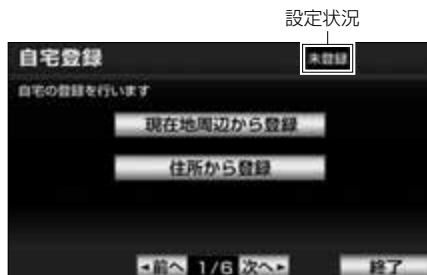 設定状況
自宅登録 未登録
自宅の登録を行います
現在地周辺から登録
住所から登録
◄前へ 1/6 次へ► 終了